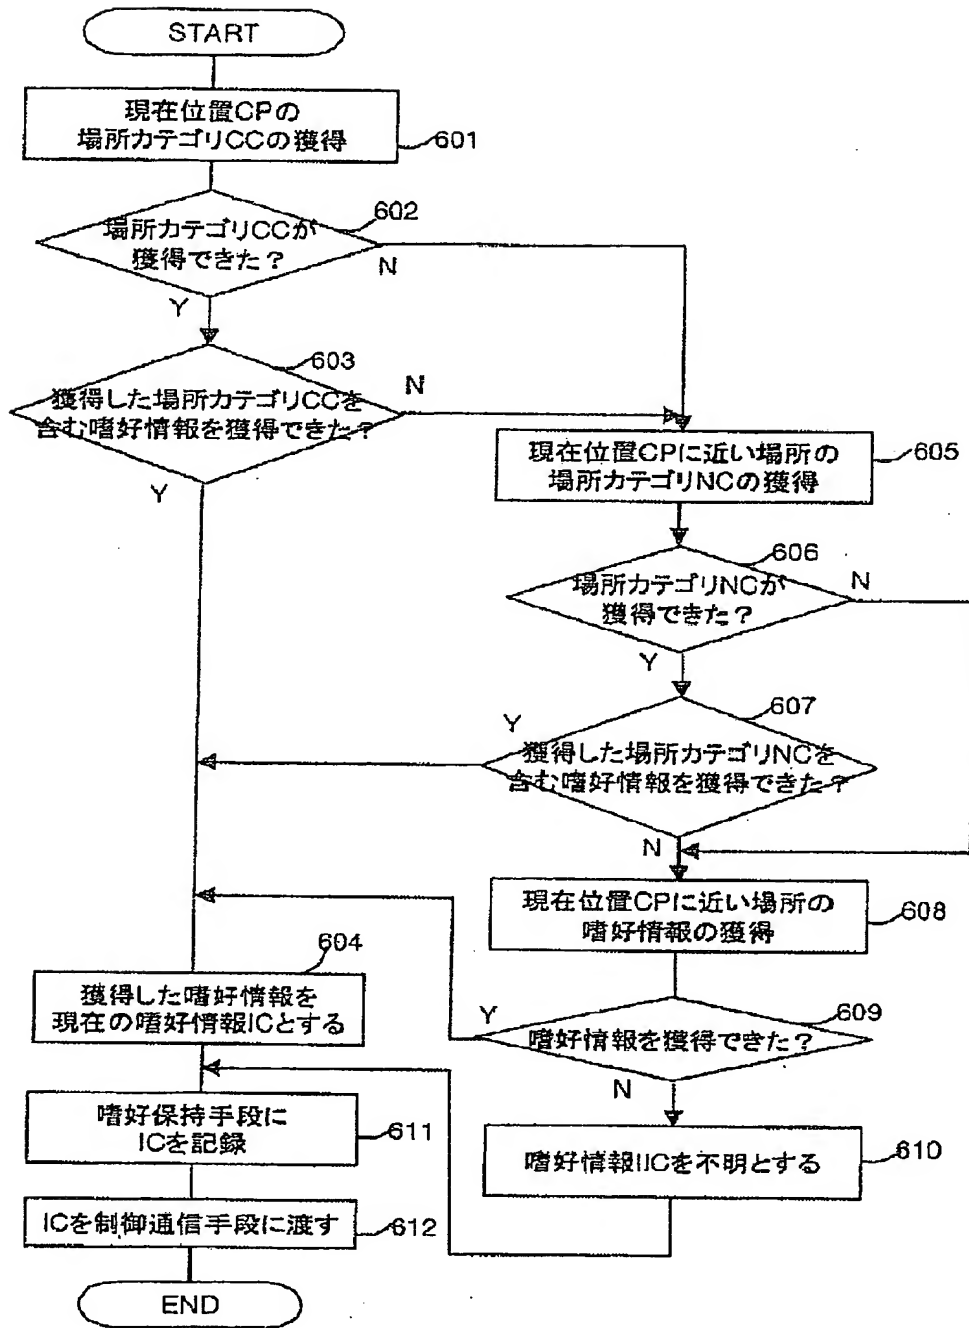 START
現在位置CPの
場所カテゴリCCの獲得
601
場所カテゴリCCが
獲得できた?
602
N
Y
獲得した場所カテゴリCCを
含む嗜好情報を獲得できた?
603
N
Y
現在位置CPに近い場所の
場所カテゴリNCの獲得
605
場所カテゴリNCが
獲得できた?
606
N
Y
獲得した場所カテゴリNCを
含む嗜好情報を獲得できた?
607
Y
N
現在位置CPに近い場所の
嗜好情報の獲得
608
604
獲得した嗜好情報を
現在の嗜好情報ICとする
嗜好情報を獲得できた?
609
Y
N
嗜好保持手段に
ICを記録
611
嗜好情報ICを不明とする
610
ICを制御通信手段に渡す
612
END